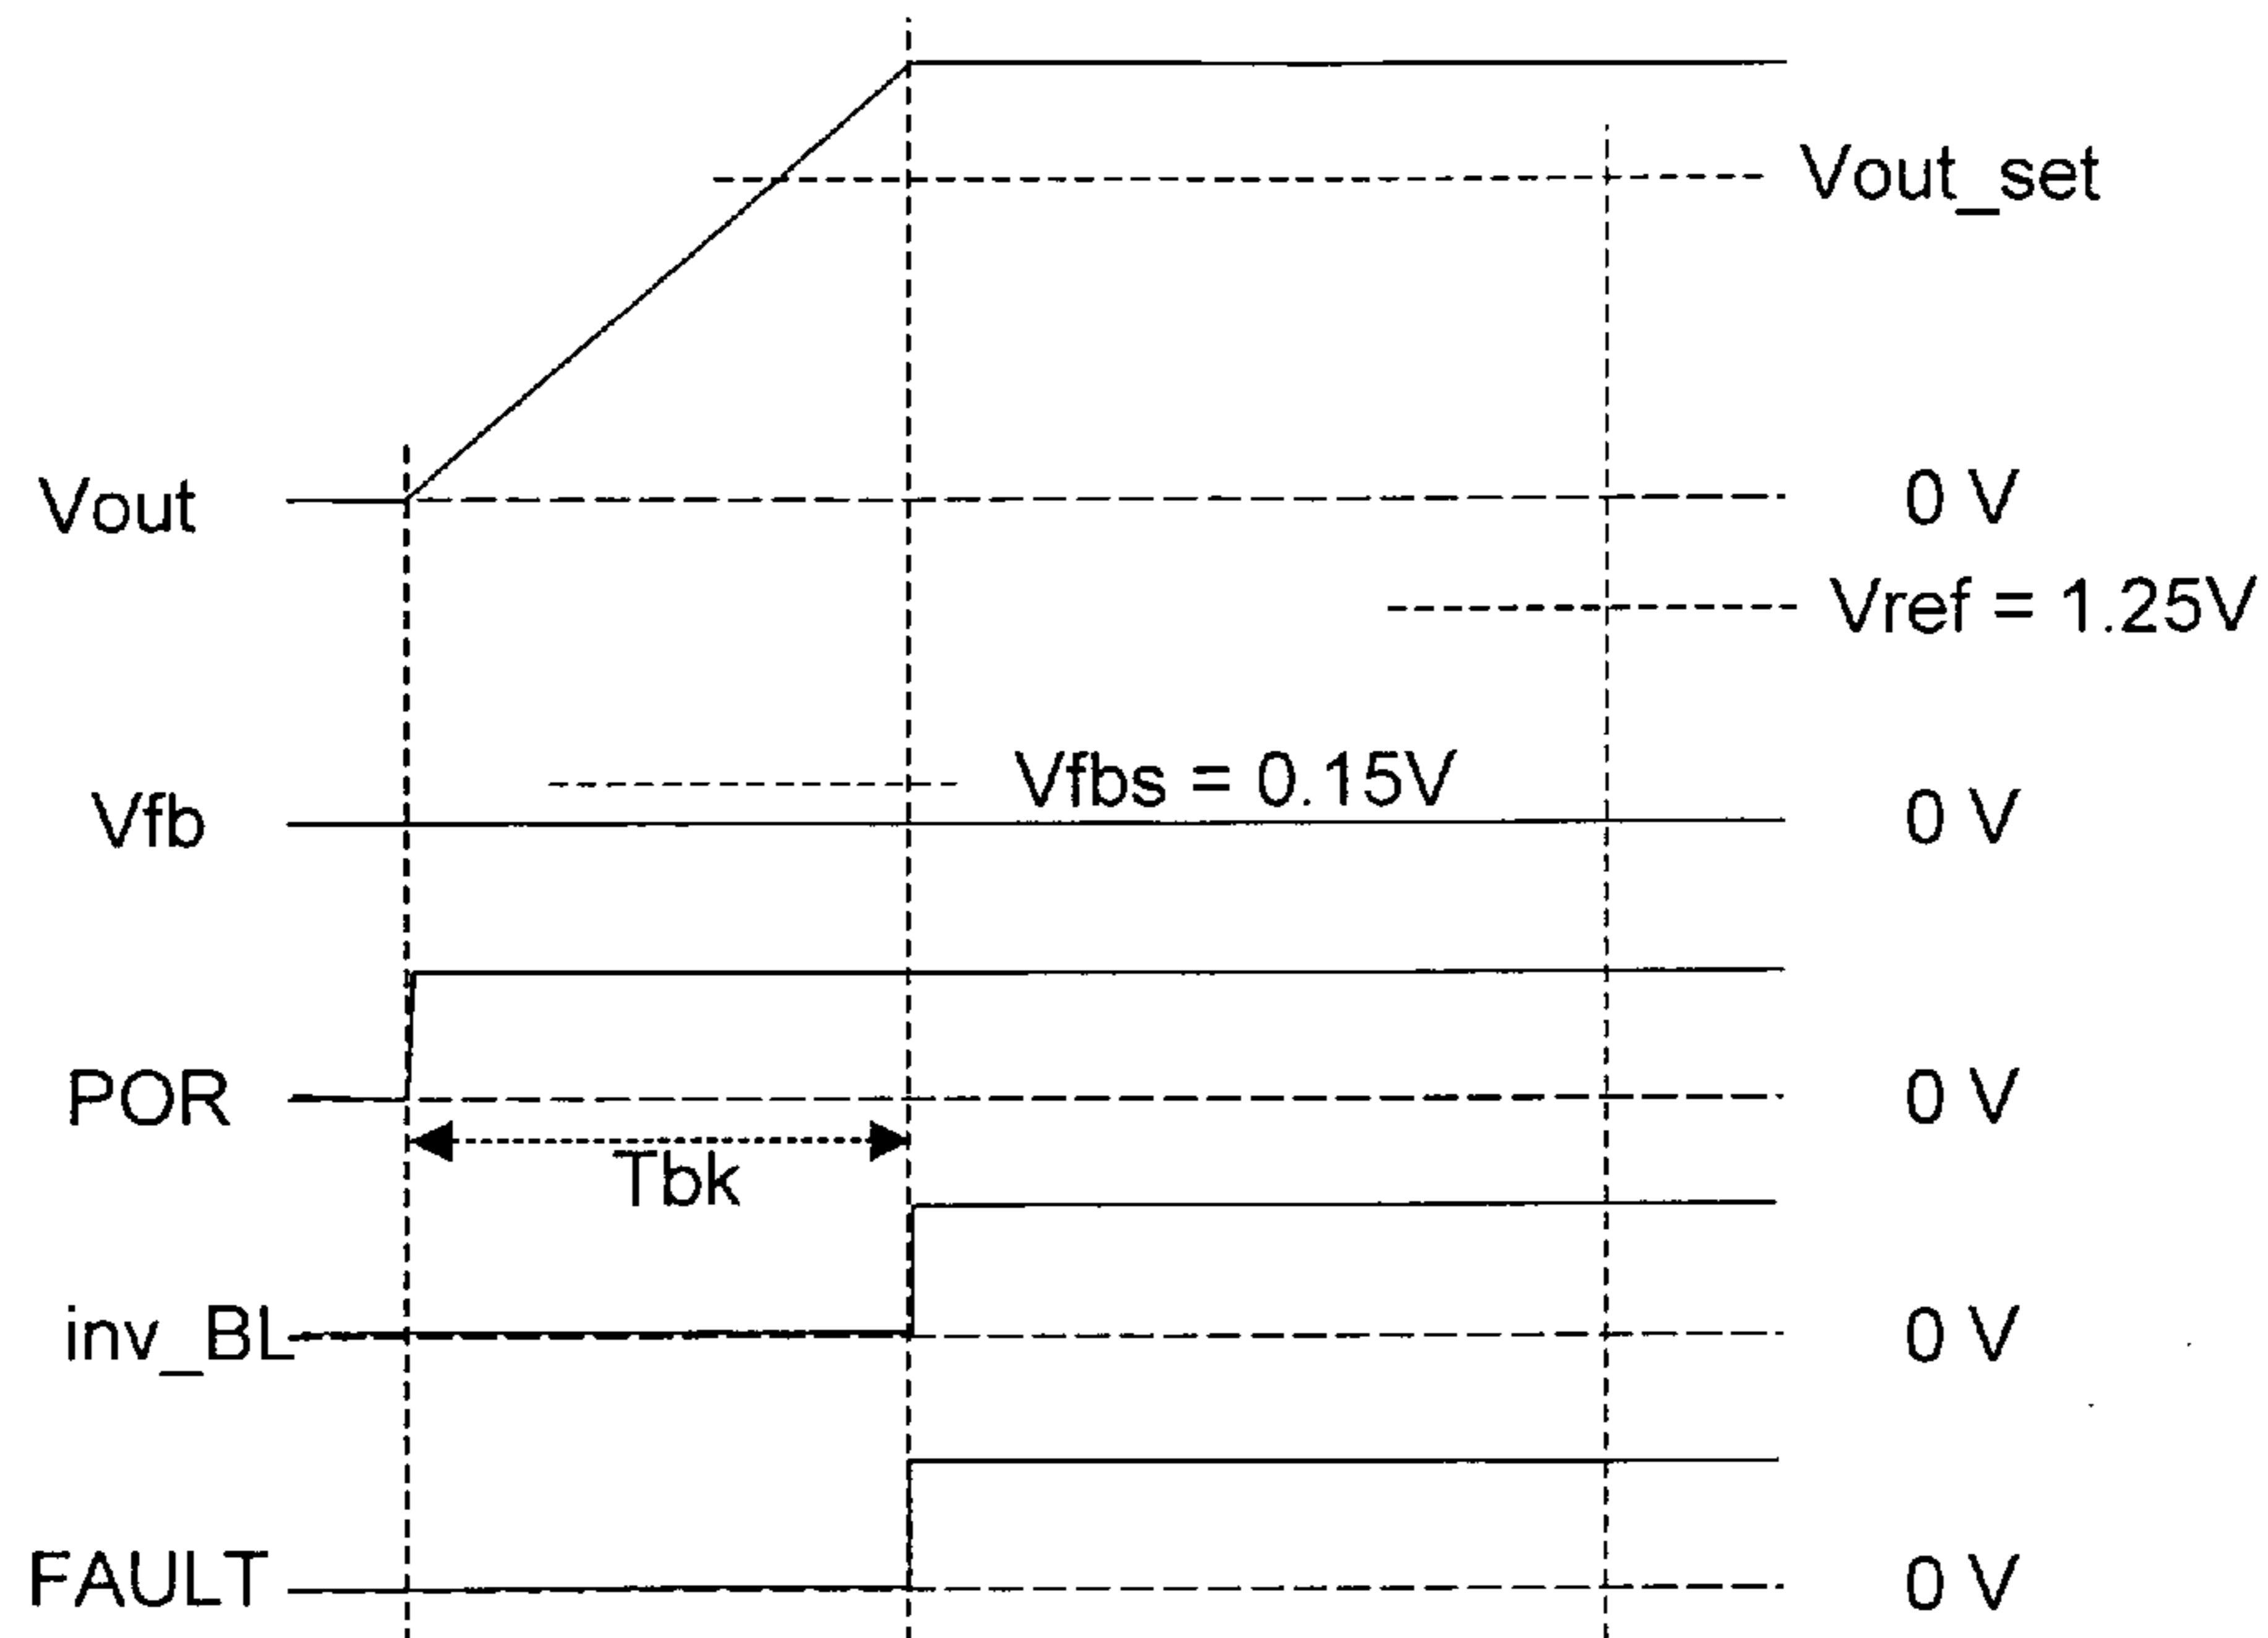 Vout_set
Vout 0 V
Vref = 1.25V
Vfbs = 0.15V
Vfb 0 V
POR 0 V
Tbk
inv_BL 0 V
FAULT 0 V